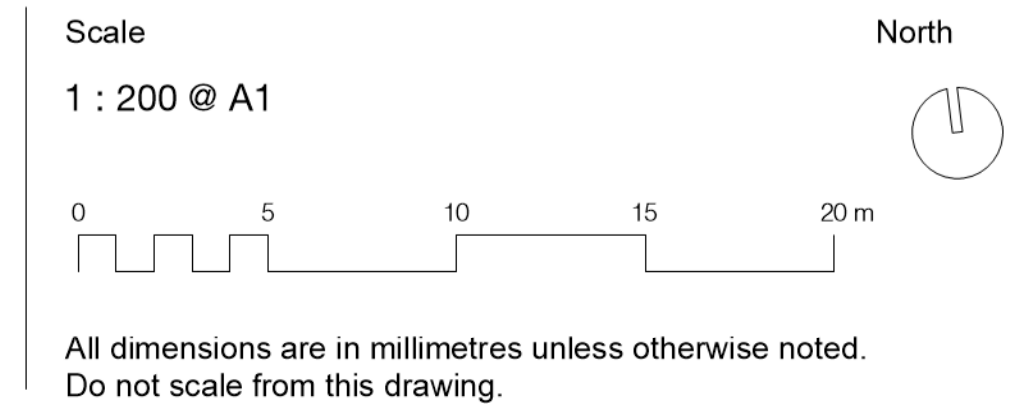 Scale
North
1 : 200 @ A1
0 5 10 15 20 m
All dimensions are in millimetres unless otherwise noted.
Do not scale from this drawing.